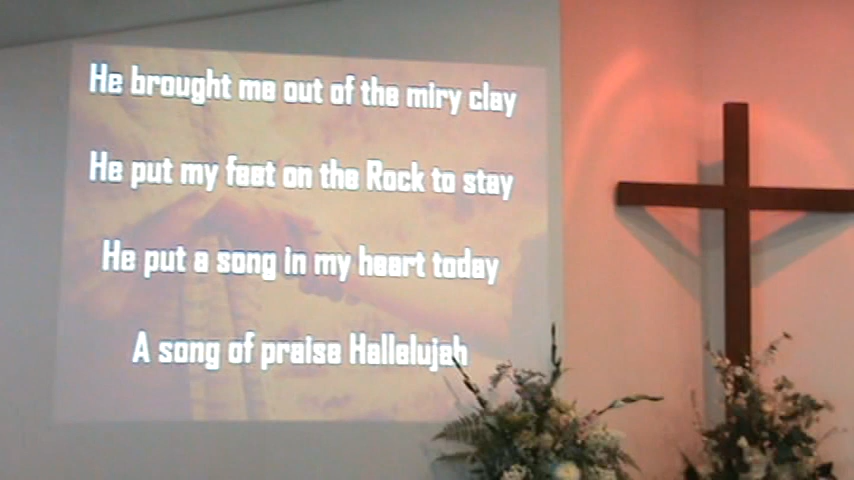 He brought me out of the miry clay
He put my feet on the Rock to stay
He put a song in my heart today
A song of praise Hallelujah